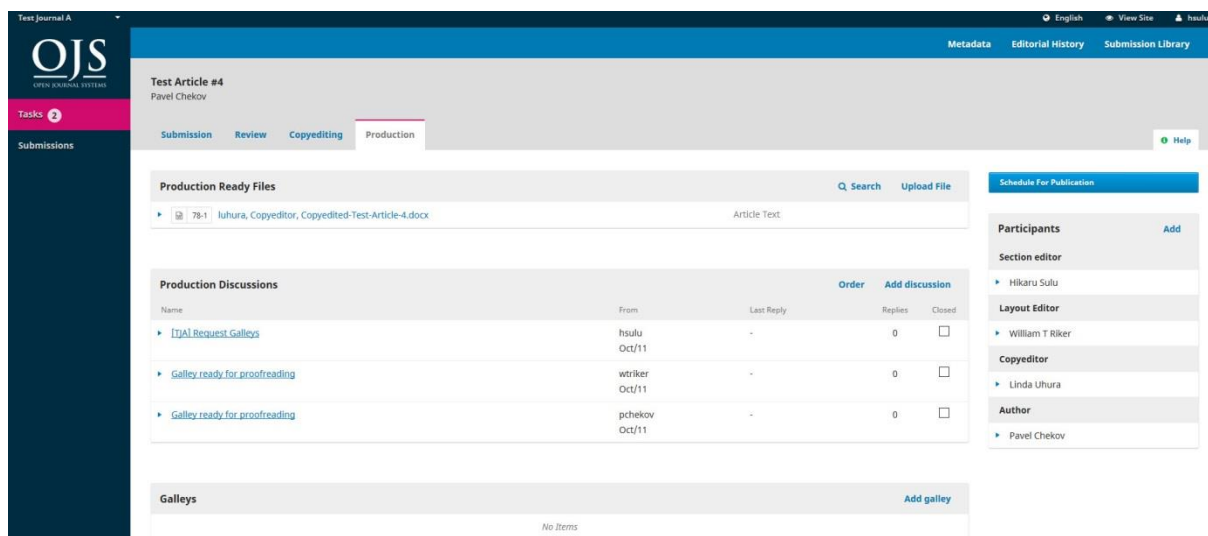 Test Journal A
English View Site hsulu
OJS
OPEN JOURNAL SYSTEMS
Metadata Editorial History Submission Library
Test Article #4
Pavel Chekov
Tasks 2
Submissions
Submission Review Copyediting Production
Help
Production Ready Files Search Upload File
78-1 luhura, Copyeditor, Copyedited-Test-Article-4.docx Article Text
Production Discussions Order Add discussion
Name From Last Reply Replies Closed
[TJA] Request Galleys hsulu - 0
Oct/11
Galley ready for proofreading wtriker - 0
Oct/11
Galley ready for proofreading pchekov - 0
Oct/11
Galleys Add galley
No Items
Schedule For Publication
Participants Add
Section editor
Hikaru Sulu
Layout Editor
William T Riker
Copyeditor
Linda Uhura
Author
Pavel Chekov